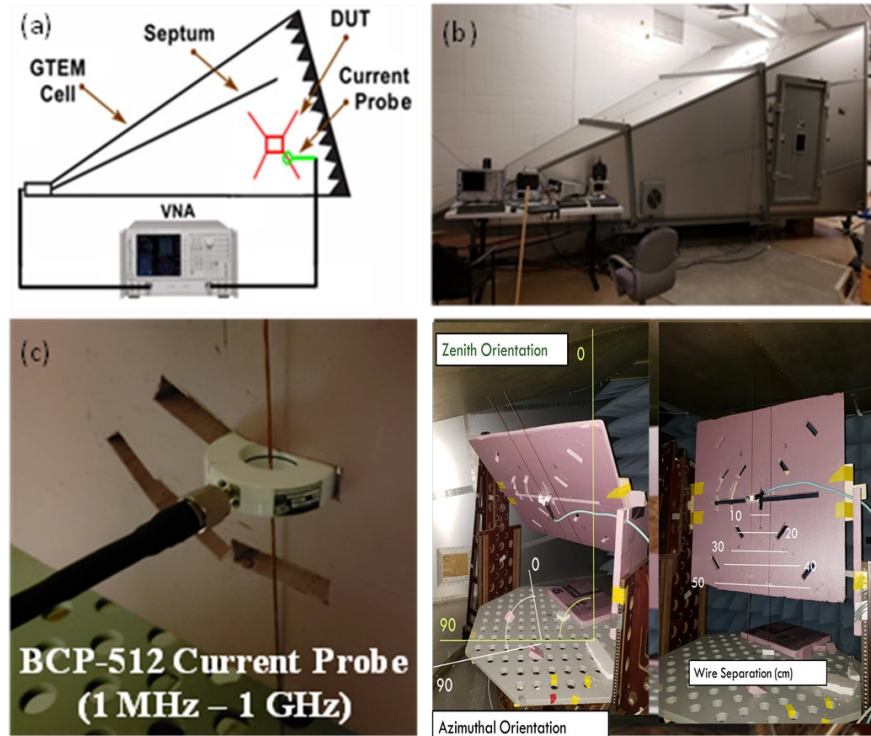 (a)
DUT
Septum
GTEM
Cell
Current
Probe
VNA
(b)
(c)
BCP-512 Current Probe
(1 MHz – 1 GHz)
Zenith Orientation
0
0
90
90
Azimuthal Orientation
10
20
30
40
50
Wire Separation (cm)